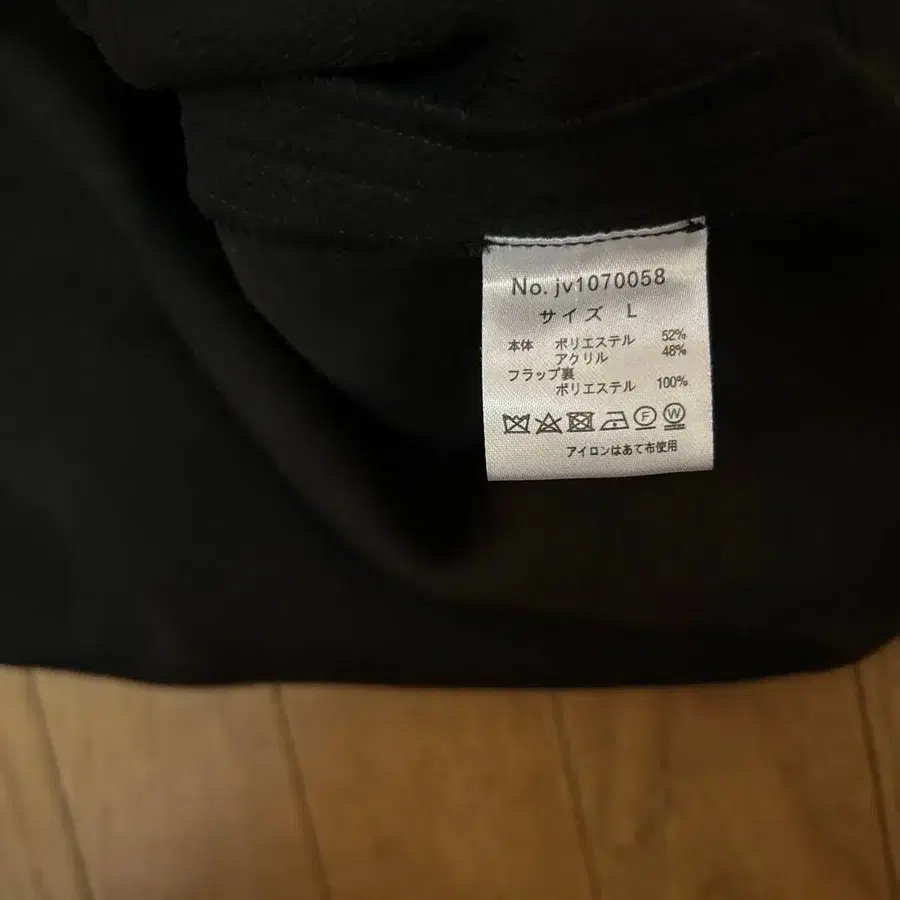 No. jv1070058
サイズ L
本体 ポリエステル 52%
アクリル 48%
フラップ裏
ポリエステル 100%
F W
アイロンはあて布使用